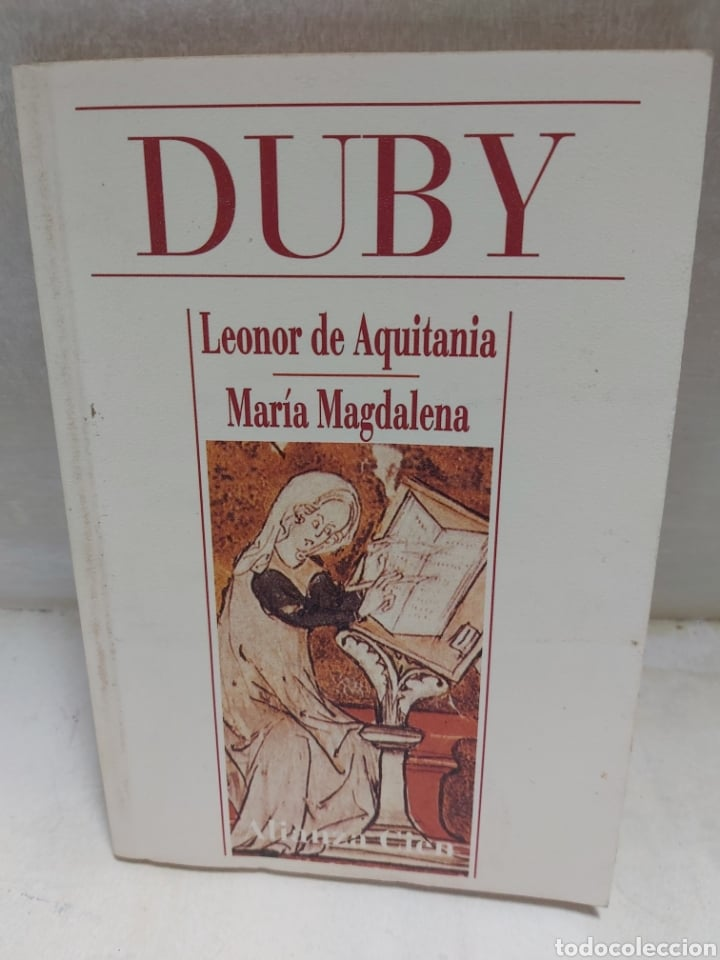 DUBY
Leonor de Aquitania
María Magdalena
Alianza Cien
todocoleccion